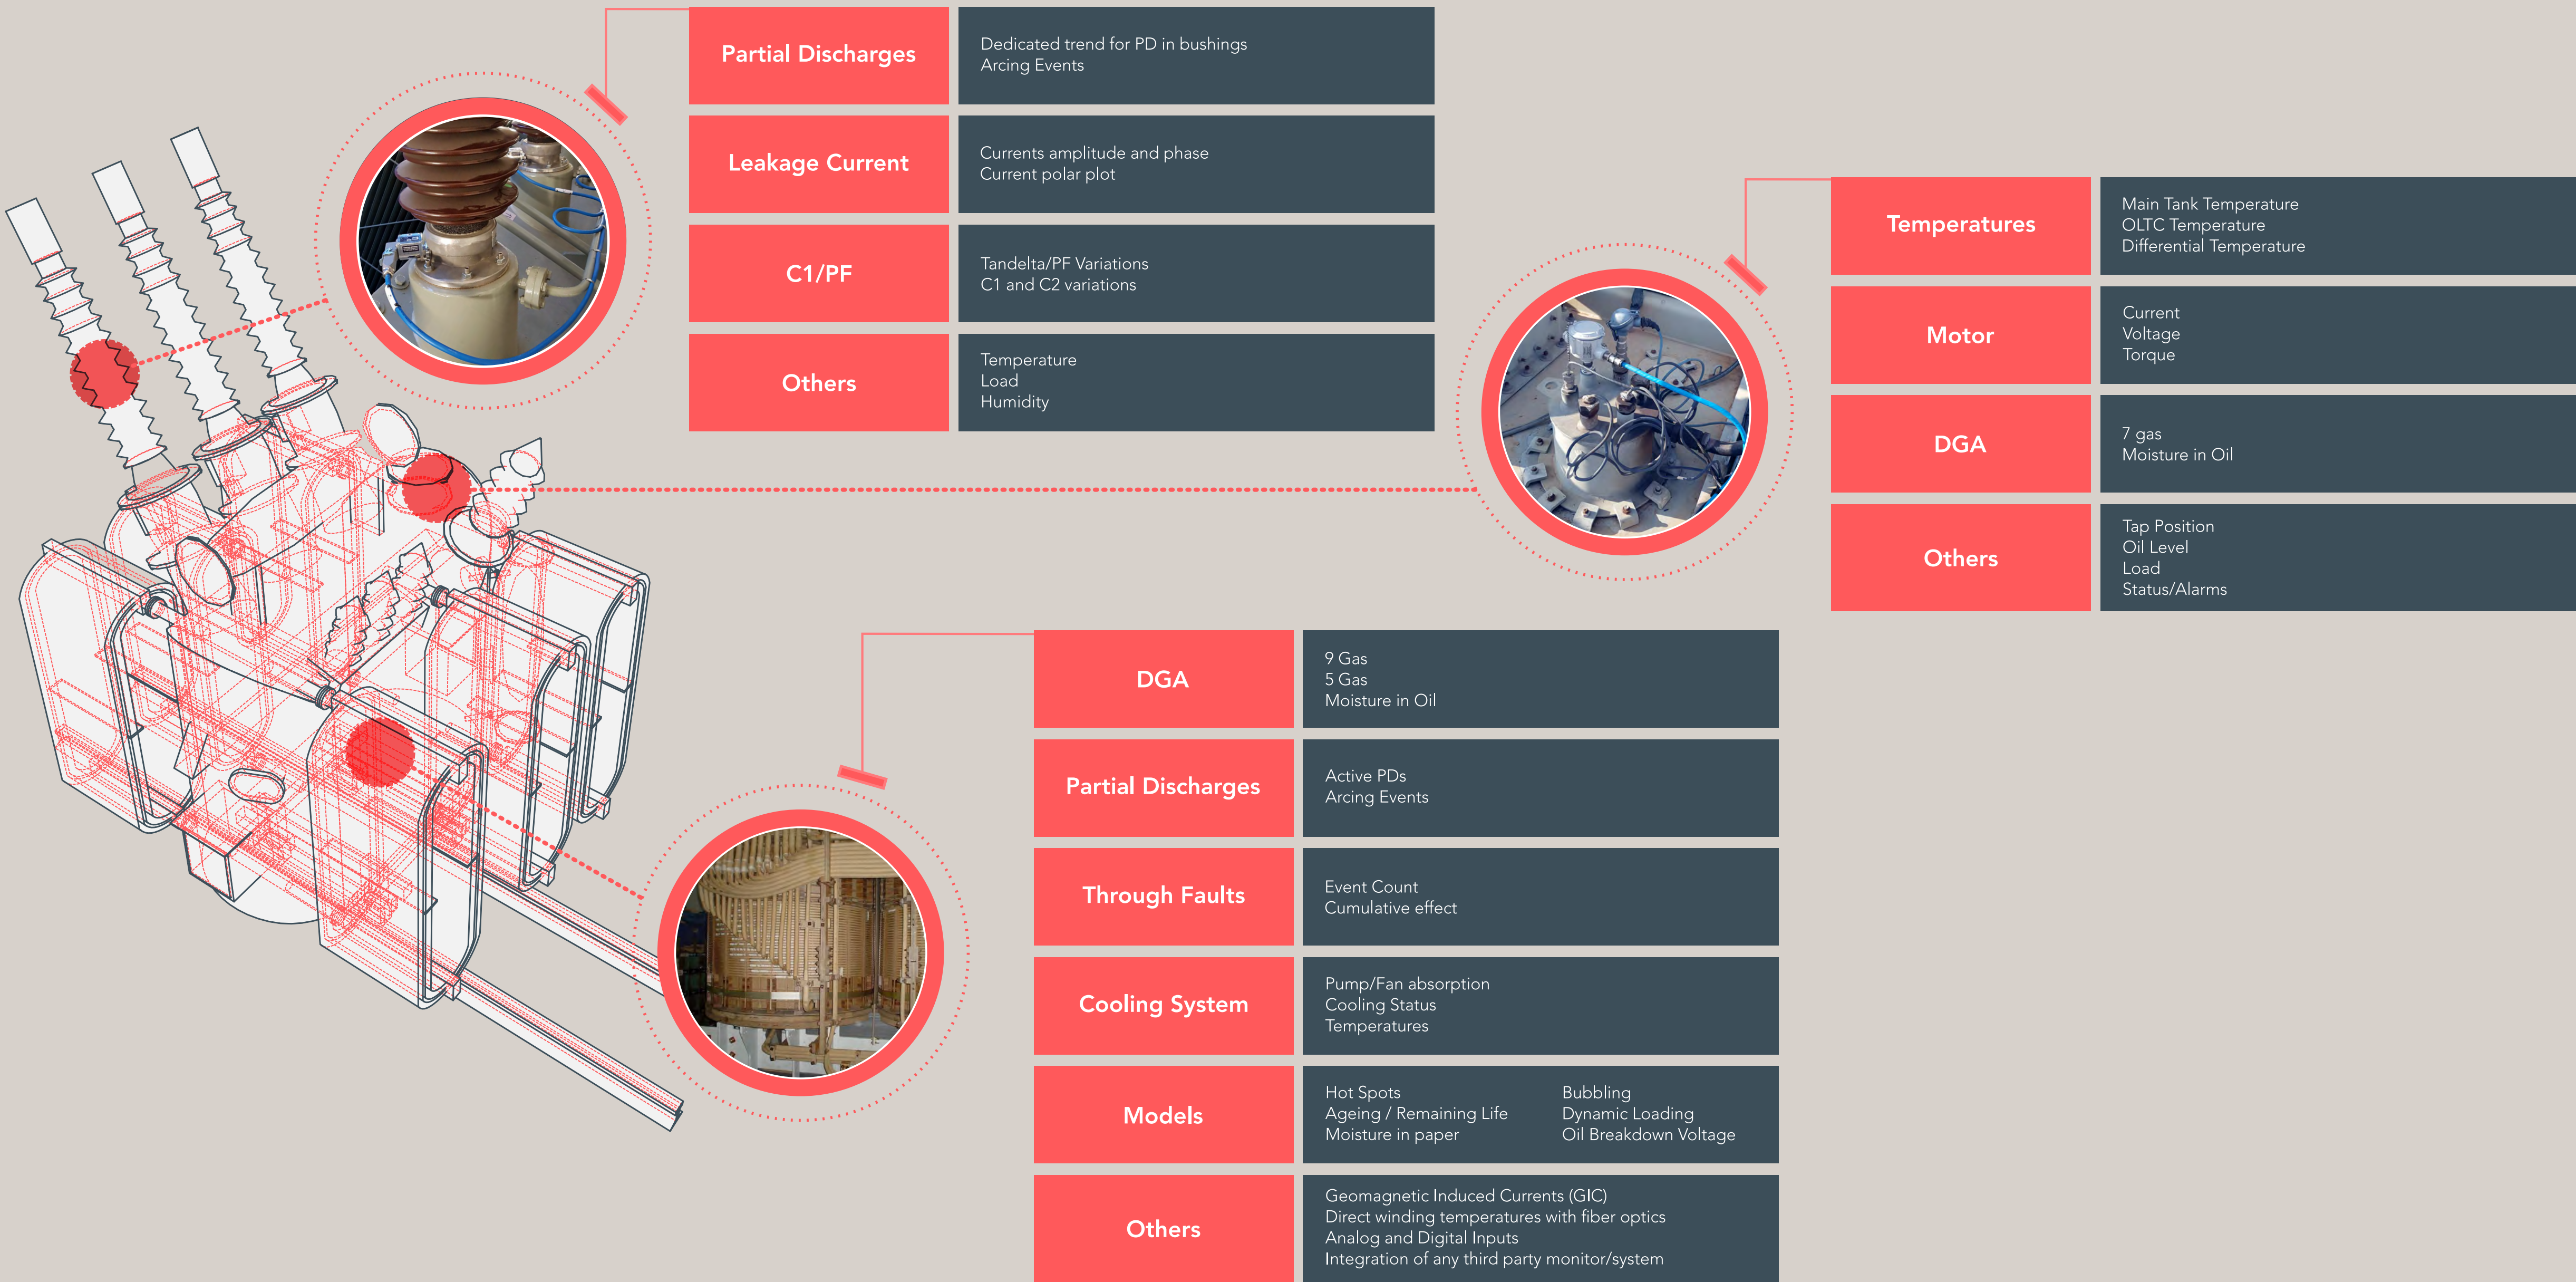 Partial Discharges
Dedicated trend for PD in bushings
Arcing Events
Leakage Current
Currents amplitude and phase
Current polar plot
C1/PF
Tandelta/PF Variations
C1 and C2 variations
Others
Temperature
Load
Humidity
Temperatures
Main Tank Temperature
OLTC Temperature
Differential Temperature
Motor
Current
Voltage
Torque
DGA
7 gas
Moisture in Oil
Others
Tap Position
Oil Level
Load
Status/Alarms
DGA
9 Gas
5 Gas
Moisture in Oil
Partial Discharges
Active PDs
Arcing Events
Through Faults
Event Count
Cumulative effect
Cooling System
Pump/Fan absorption
Cooling Status
Temperatures
Models
Hot Spots
Ageing / Remaining Life
Moisture in paper
Bubbling
Dynamic Loading
Oil Breakdown Voltage
Others
Geomagnetic Induced Currents (GIC)
Direct winding temperatures with fiber optics
Analog and Digital Inputs
Integration of any third party monitor/system